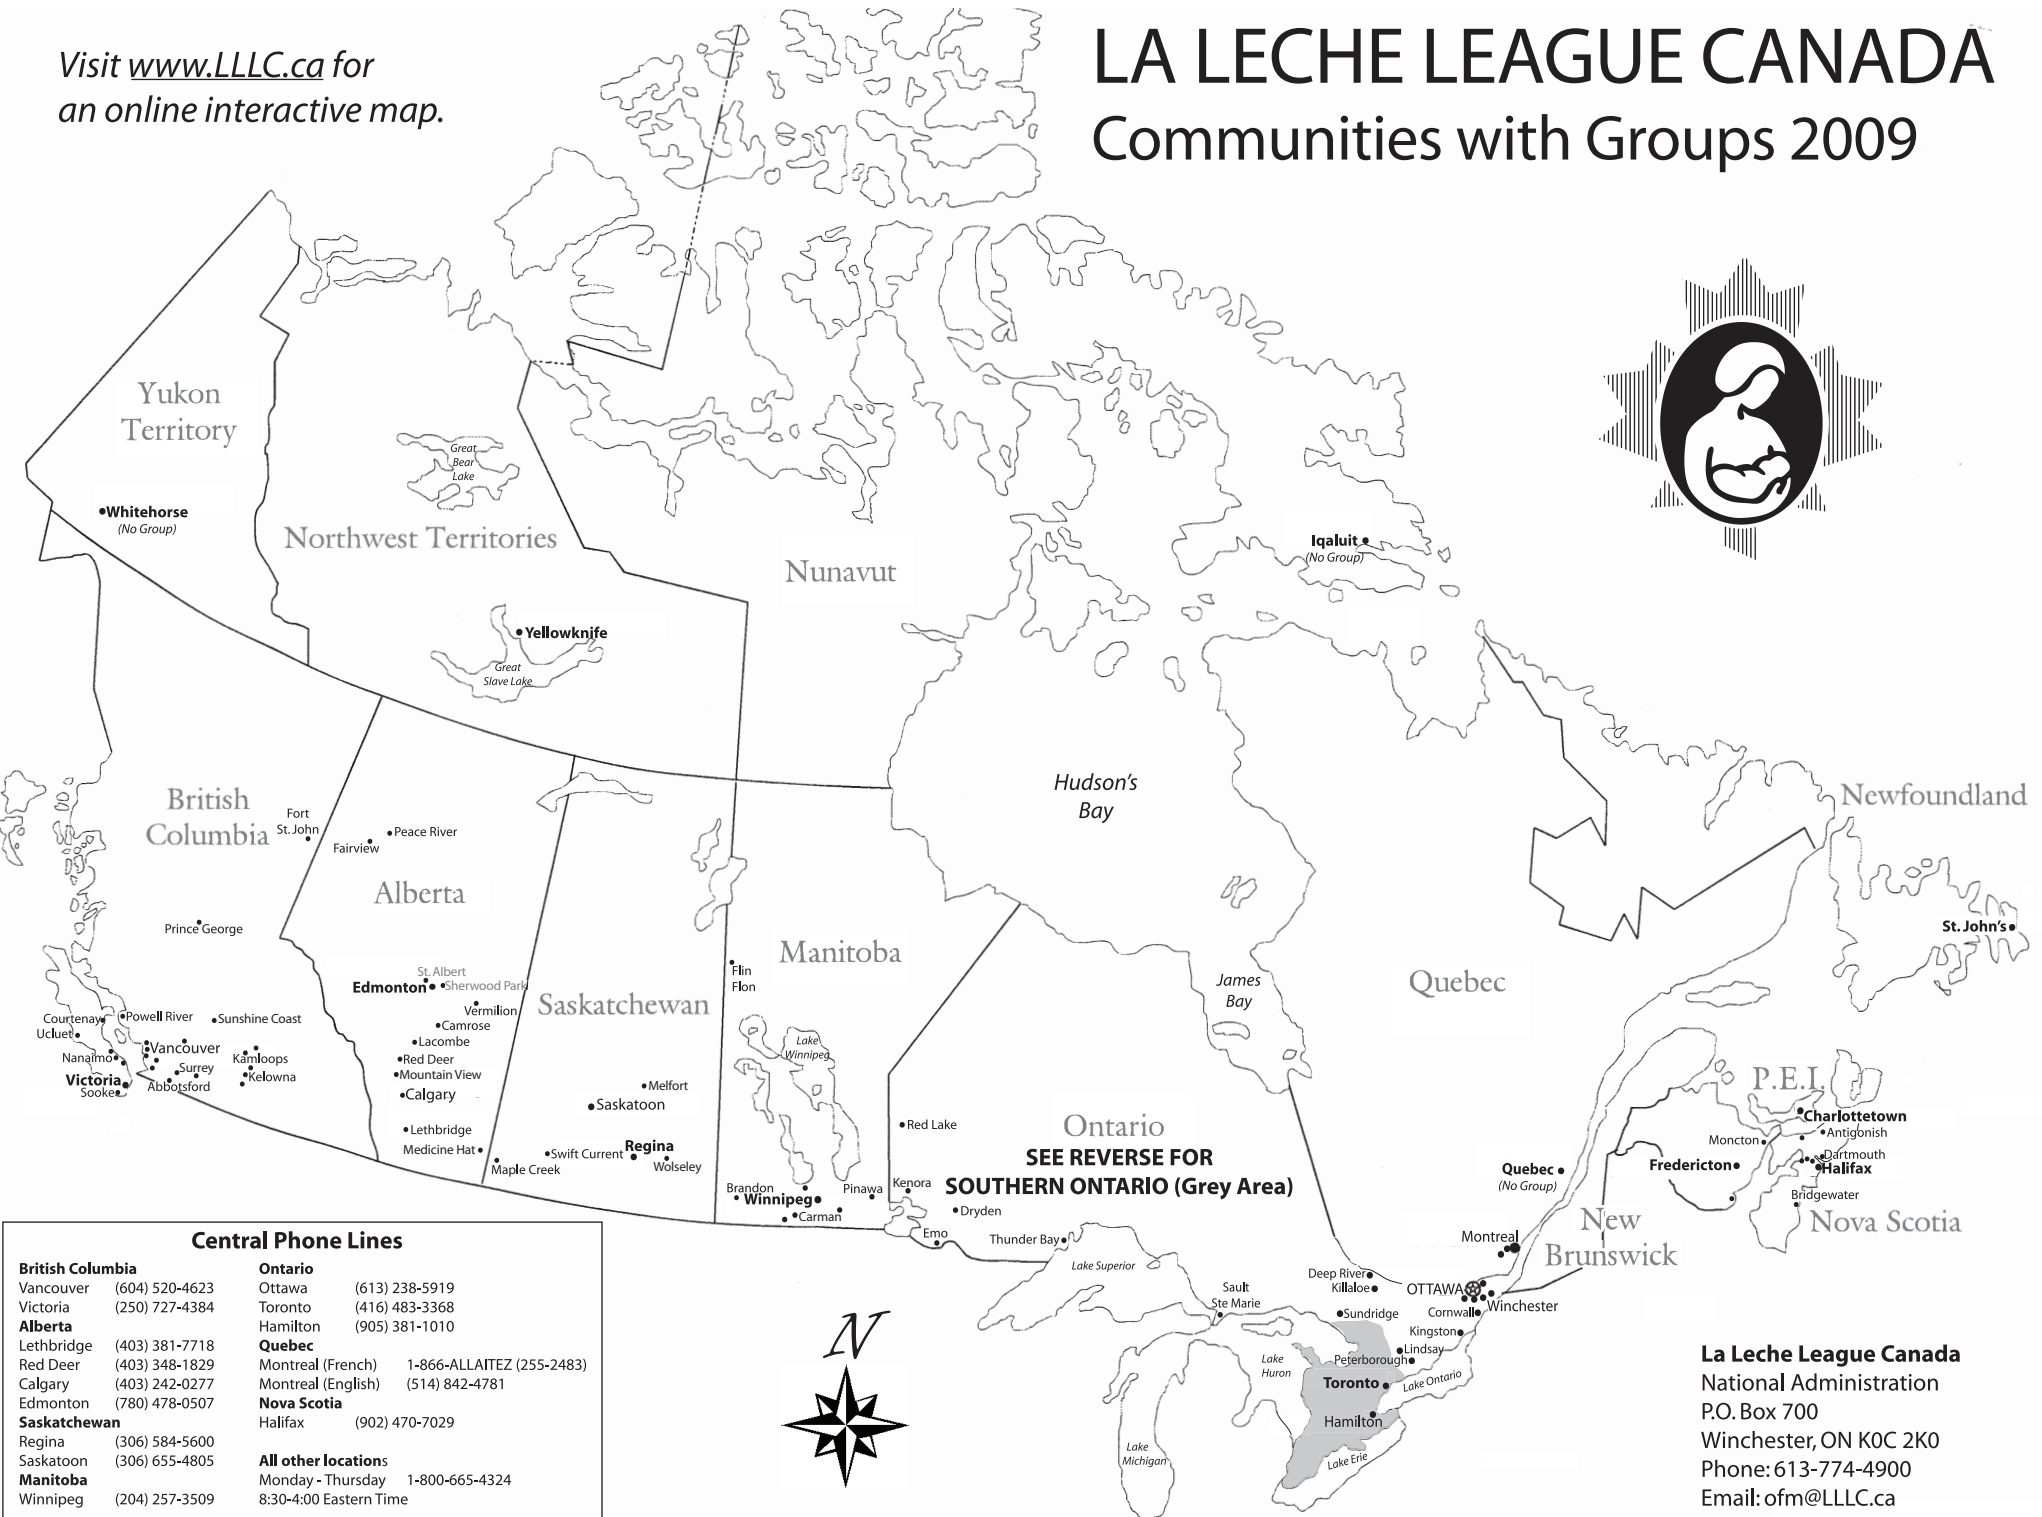 Visit www.LLLC.ca for
an online interactive map.
LA LECHE LEAGUE CANADA
Communities with Groups 2009
Yukon
Territory
Whitehorse
(No Group)
Great
Bear
Lake
Northwest Territories
Yellowknife
Great
Slave Lake
Nunavut
Iqaluit
(No Group)
Hudson's
Bay
James
Bay
British
Columbia
Fort
St. John
Prince George
Courtenay
Powell River
Sunshine Coast
Ucluet
Nanaimo
Vancouver
Kamloops
Surrey
Kelowna
Victoria
Abbotsford
Sooke
Peace River
Fairview
Alberta
St. Albert
Edmonton
Sherwood Park
Vermilion
Camrose
Lacombe
Red Deer
Mountain View
Calgary
Lethbridge
Medicine Hat
Saskatchewan
Melfort
Saskatoon
Regina
Swift Current
Wolseley
Maple Creek
Manitoba
Flin
Flon
Lake
Winnipeg
Brandon
Winnipeg
Pinawa
Carman
Ontario
SEE REVERSE FOR
SOUTHERN ONTARIO (Grey Area)
Red Lake
Kenora
Dryden
Emo
Thunder Bay
Lake Superior
Sault
Ste Marie
Deep River
Killaloe
OTTAWA
Winchester
Sundridge
Cornwall
Kingston
Lindsay
Peterborough
Toronto
Lake Ontario
Hamilton
Lake
Huron
Lake
Michigan
Lake Erie
Quebec
Quebec
(No Group)
Montreal
Newfoundland
St. John's
P.E.I.
Charlottetown
Antigonish
Moncton
Dartmouth
Fredericton
Halifax
Bridgewater
Nova Scotia
New
Brunswick
Central Phone Lines
British Columbia
Vancouver (604) 520-4623
Victoria (250) 727-4384
Alberta
Lethbridge (403) 381-7718
Red Deer (403) 348-1829
Calgary (403) 242-0277
Edmonton (780) 478-0507
Saskatchewan
Regina (306) 584-5600
Saskatoon (306) 655-4805
Manitoba
Winnipeg (204) 257-3509
Ontario
Ottawa (613) 238-5919
Toronto (416) 483-3368
Hamilton (905) 381-1010
Quebec
Montreal (French) 1-866-ALLAITEZ (255-2483)
Montreal (English) (514) 842-4781
Nova Scotia
Halifax (902) 470-7029
All other locations
Monday - Thursday 1-800-665-4324
8:30-4:00 Eastern Time
N
La Leche League Canada
National Administration
P.O. Box 700
Winchester, ON K0C 2K0
Phone: 613-774-4900
Email: ofm@LLLC.ca